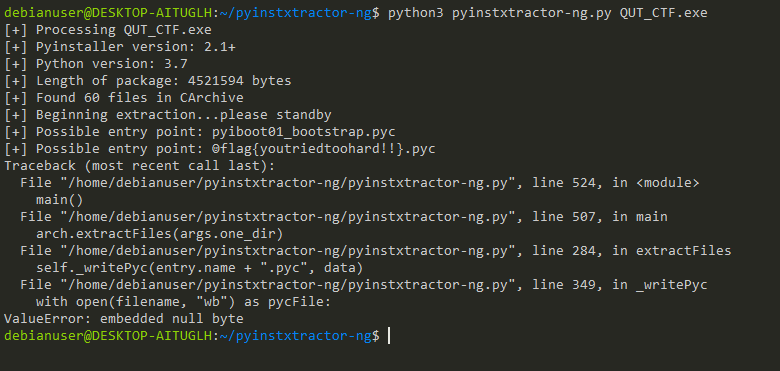 debianuser@DESKTOP-AITUGLH:~/pyinstxtractor-ng$ python3 pyinstxtractor-ng.py QUT_CTF.exe
[+] Processing QUT_CTF.exe
[+] Pyinstaller version: 2.1+
[+] Python version: 3.7
[+] Length of package: 4521594 bytes
[+] Found 60 files in CArchive
[+] Beginning extraction...please standby
[+] Possible entry point: pyiboot01_bootstrap.pyc
[+] Possible entry point: @flag{youtriedtoohard!!}.pyc
Traceback (most recent call last):
  File "/home/debianuser/pyinstxtractor-ng/pyinstxtractor-ng.py", line 524, in <module>
    main()
  File "/home/debianuser/pyinstxtractor-ng/pyinstxtractor-ng.py", line 507, in main
    arch.extractFiles(args.one_dir)
  File "/home/debianuser/pyinstxtractor-ng/pyinstxtractor-ng.py", line 284, in extractFiles
    self._writePyc(entry.name + ".pyc", data)
  File "/home/debianuser/pyinstxtractor-ng/pyinstxtractor-ng.py", line 349, in _writePyc
    with open(filename, "wb") as pycFile:
ValueError: embedded null byte
debianuser@DESKTOP-AITUGLH:~/pyinstxtractor-ng$